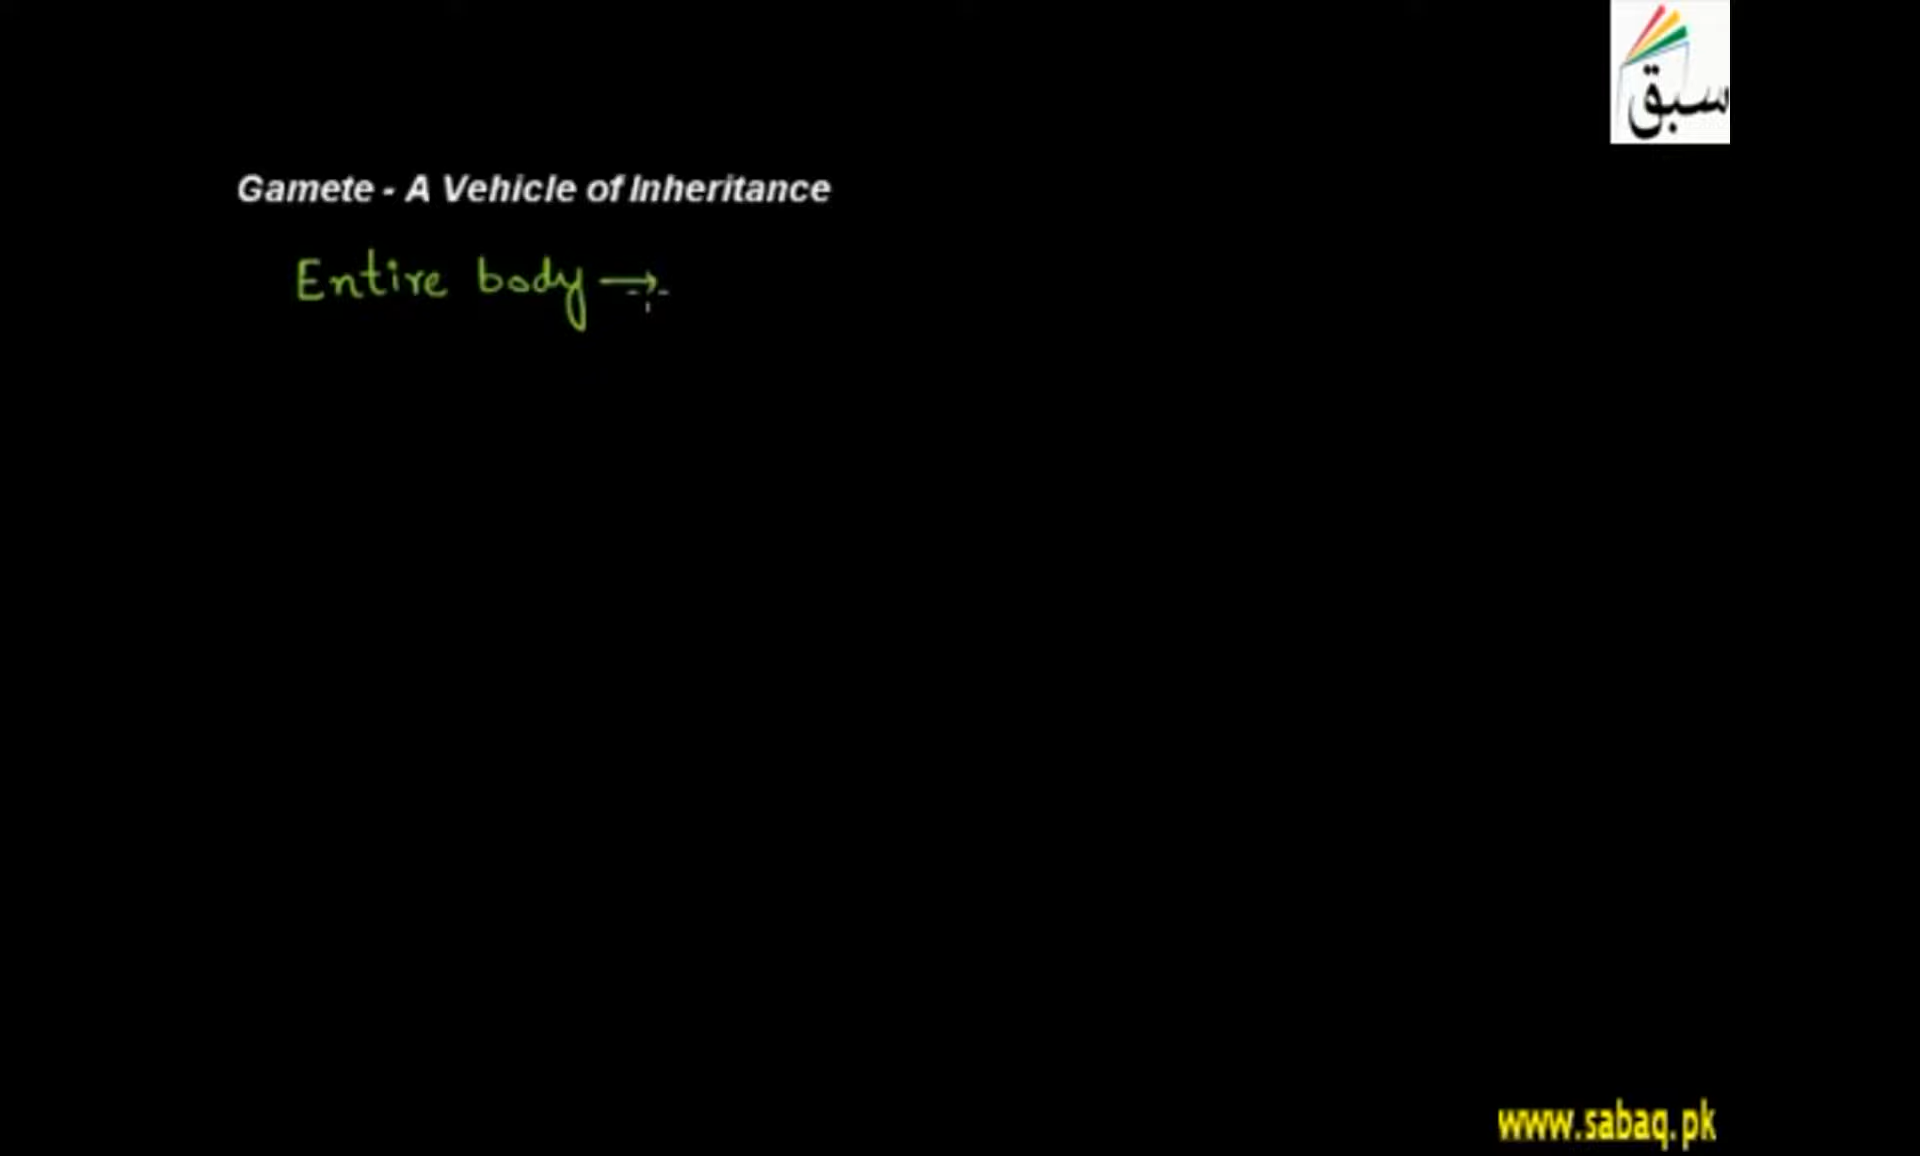 سبق
Gamete - A Vehicle of Inheritance
Entire body →
www.sabaq.pk